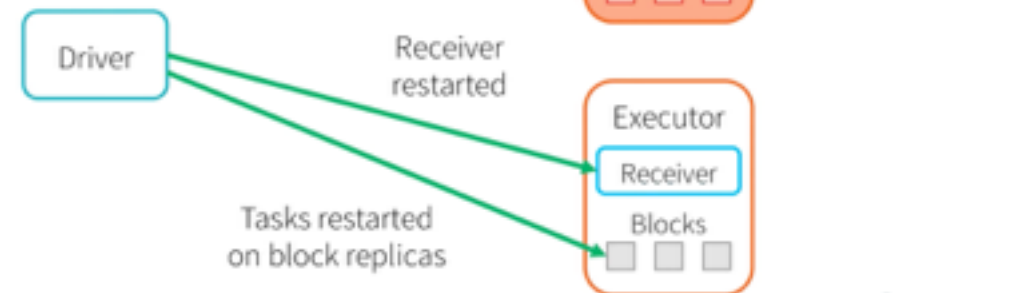 Driver
Receiver
restarted
Executor
Receiver
Tasks restarted
on block replicas
Blocks